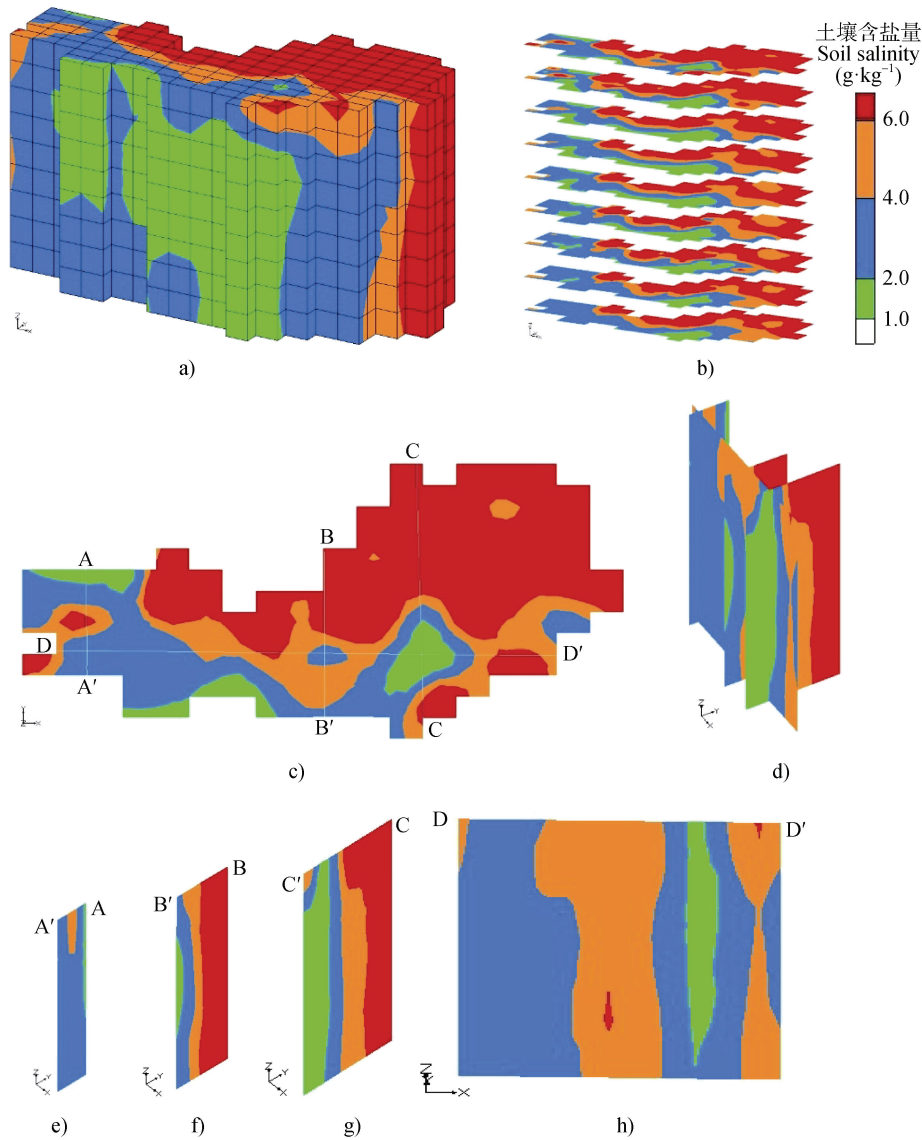 土壤含盐量
Soil salinity
(g·kg⁻¹)
6.0
4.0
2.0
1.0
Z
Y
X
a)
b)
C
B
A
D
D′
A′
B′
C
Y
Z
X
c)
Z
Y
X
d)
A′
A
Z
Y
X
e)
B′
B
Z
Y
X
f)
C′
C
Z
Y
X
g)
D
D′
Z
X
h)